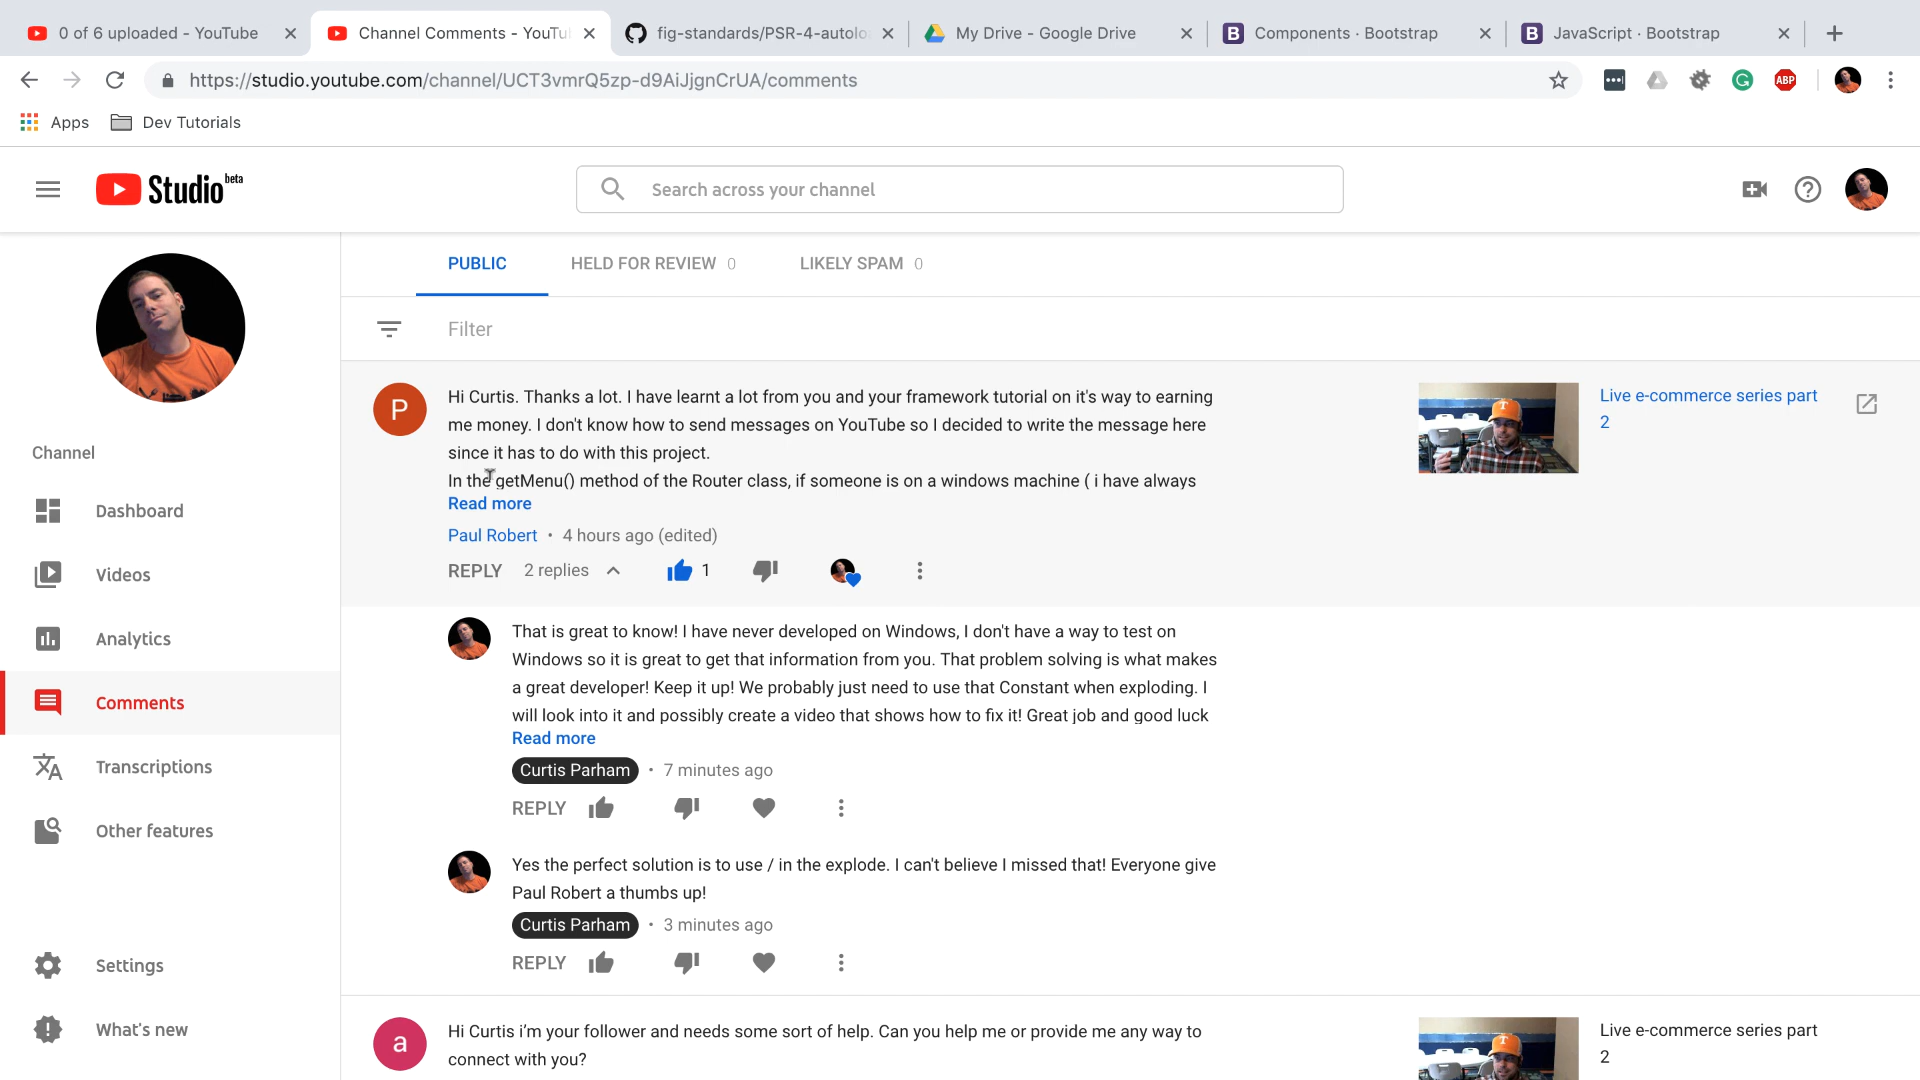 0 of 6 uploaded - YouTube
Channel Comments - YouTu
fig-standards/PSR-4-autolo
My Drive - Google Drive
Components · Bootstrap
JavaScript · Bootstrap
https://studio.youtube.com/channel/UCT3vmrQ5zp-d9AiJjgnCrUA/comments
ABP
Apps
Dev Tutorials
Studio beta
Search across your channel
Channel
Dashboard
Videos
Analytics
Comments
Transcriptions
Other features
Settings
What's new
PUBLIC
HELD FOR REVIEW 0
LIKELY SPAM 0
Filter
P
Hi Curtis. Thanks a lot. I have learnt a lot from you and your framework tutorial on it's way to earning
me money. I don't know how to send messages on YouTube so I decided to write the message here
since it has to do with this project.
In the getMenu() method of the Router class, if someone is on a windows machine ( i have always
Read more
Paul Robert • 4 hours ago (edited)
REPLY 2 replies 1
Live e-commerce series part
2
That is great to know! I have never developed on Windows, I don't have a way to test on
Windows so it is great to get that information from you. That problem solving is what makes
a great developer! Keep it up! We probably just need to use that Constant when exploding. I
will look into it and possibly create a video that shows how to fix it! Great job and good luck
Read more
Curtis Parham • 7 minutes ago
REPLY
Yes the perfect solution is to use / in the explode. I can't believe I missed that! Everyone give
Paul Robert a thumbs up!
Curtis Parham • 3 minutes ago
REPLY
a
Hi Curtis i'm your follower and needs some sort of help. Can you help me or provide me any way to
connect with you?
Live e-commerce series part
2